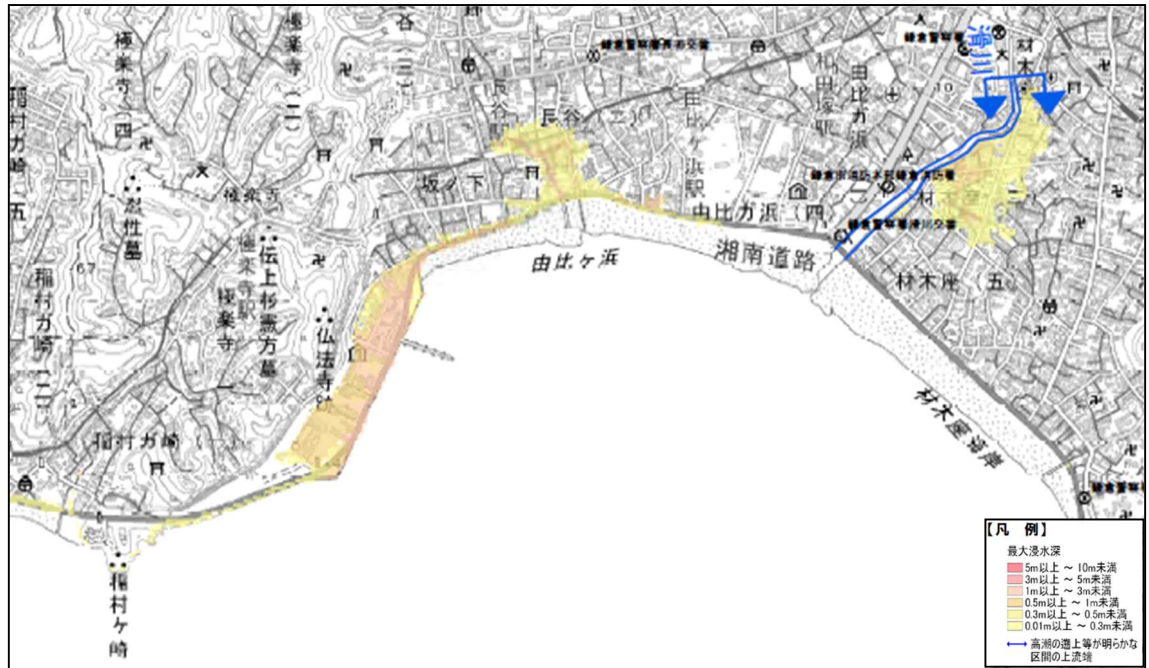 極楽寺(四)
極楽寺(二)
谷(三)
長谷駅
長谷(二)
由比ヶ浜駅
和田塚駅
由比ガ浜(二)
滑川
材木
10
坂ノ下
由比ガ浜(四)
湘南道路
由比ヶ浜
材木座(五)
材木座海岸
稲村ガ崎(五)
忍性墓
67
極楽寺
極楽寺駅
伝上杉憲方墓
極楽寺(一)
仏法寺跡
稲村ガ崎(二)
稲村ガ崎(一)
稲村ヶ崎
【凡 例】
最大浸水深
5m以上 ~ 10m未満
3m以上 ~ 5m未満
1m以上 ~ 3m未満
0.5m以上 ~ 1m未満
0.3m以上 ~ 0.5m未満
0.01m以上 ~ 0.3m未満
高潮の遡上等が明らかな
区間の上流端